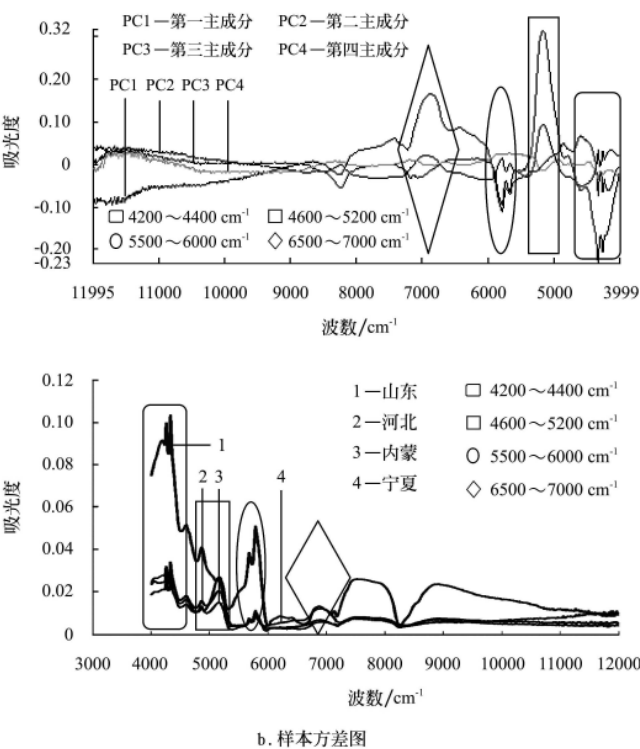 PC1—第一主成分 PC2—第二主成分
PC3—第三主成分 PC4—第四主成分
0.32
0.20
0.10
0
-0.10
-0.20
-0.23
吸光度
PC1 PC2 PC3 PC4
4200～4400 cm⁻¹ 4600～5200 cm⁻¹
5500～6000 cm⁻¹ 6500～7000 cm⁻¹
11995 11000 10000 9000 8000 7000 6000 5000 3999
波数/cm⁻¹
0.12
0.10
0.08
0.06
0.04
0.02
0
吸光度
1—山东 4200～4400 cm⁻¹
2—河北 4600～5200 cm⁻¹
3—内蒙 5500～6000 cm⁻¹
4—宁夏 6500～7000 cm⁻¹
1
2 3 4
3000 4000 5000 6000 7000 8000 9000 10000 11000 12000
波数/cm⁻¹
b.样本方差图